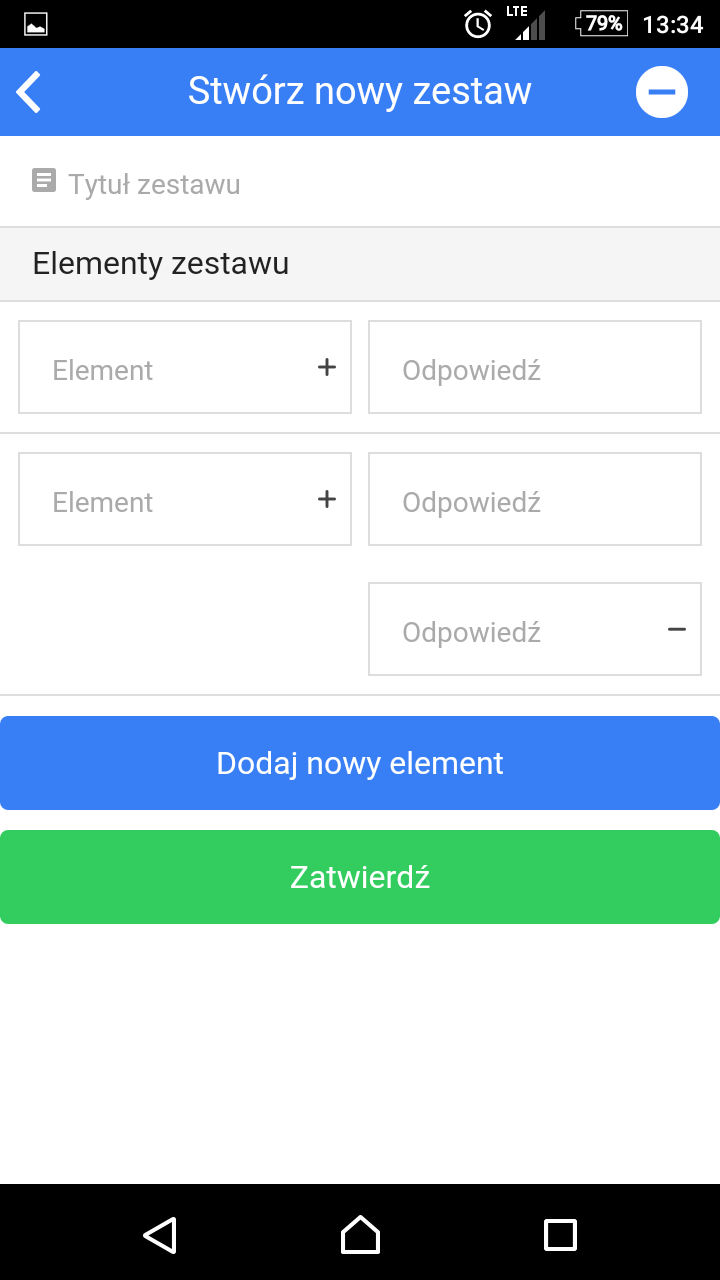 LTE 79% 13:34
Stwórz nowy zestaw
Tytuł zestawu
Elementy zestawu
Element + Odpowiedź
Element + Odpowiedź
Odpowiedź −
Dodaj nowy element
Zatwierdź